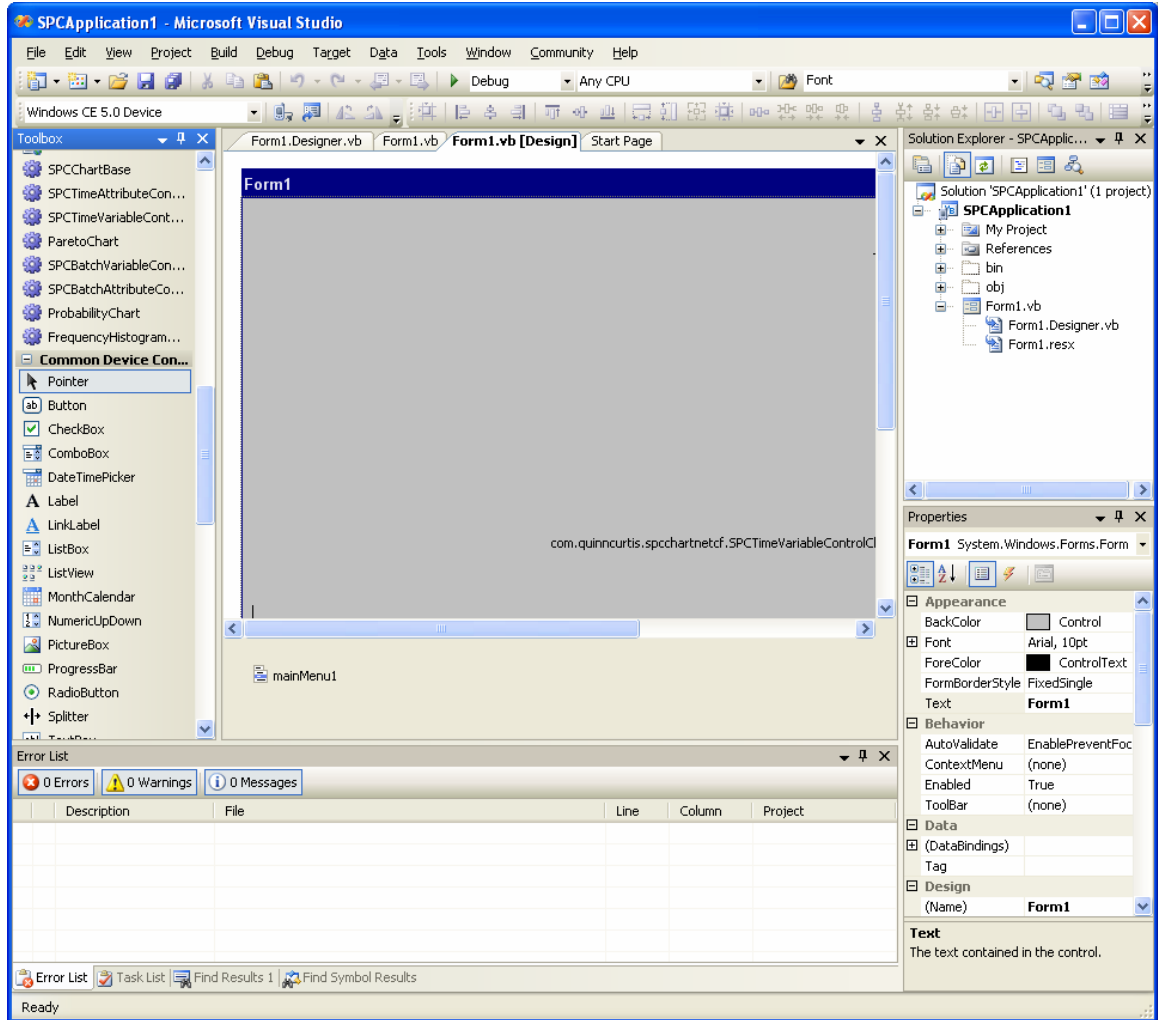 SPCApplication1 - Microsoft Visual Studio
File Edit View Project Build Debug Target Data Tools Window Community Help
Debug Any CPU Font
Windows CE 5.0 Device
Toolbox
SPCChartBase
SPCTimeAttributeCon...
SPCTimeVariableCont...
ParetoChart
SPCBatchVariableCon...
SPCBatchAttributeCo...
ProbabilityChart
FrequencyHistogram...
Common Device Con...
Pointer
Button
CheckBox
ComboBox
DateTimePicker
Label
LinkLabel
ListBox
ListView
MonthCalendar
NumericUpDown
PictureBox
ProgressBar
RadioButton
Splitter
Form1.Designer.vb Form1.vb Form1.vb [Design] Start Page
Form1
com.quinncurtis.spcchartnetcf.SPCTimeVariableControlCl
mainMenu1
Solution Explorer - SPCApplic...
Solution 'SPCApplication1' (1 project)
SPCApplication1
My Project
References
bin
obj
Form1.vb
Form1.Designer.vb
Form1.resx
Properties
Form1 System.Windows.Forms.Form
Appearance
BackColor Control
Font Arial, 10pt
ForeColor ControlText
FormBorderStyle FixedSingle
Text Form1
Behavior
AutoValidate EnablePreventFoc
ContextMenu (none)
Enabled True
ToolBar (none)
Data
(DataBindings)
Tag
Design
(Name) Form1
Text
The text contained in the control.
Error List
0 Errors 0 Warnings 0 Messages
Description File Line Column Project
Error List Task List Find Results 1 Find Symbol Results
Ready